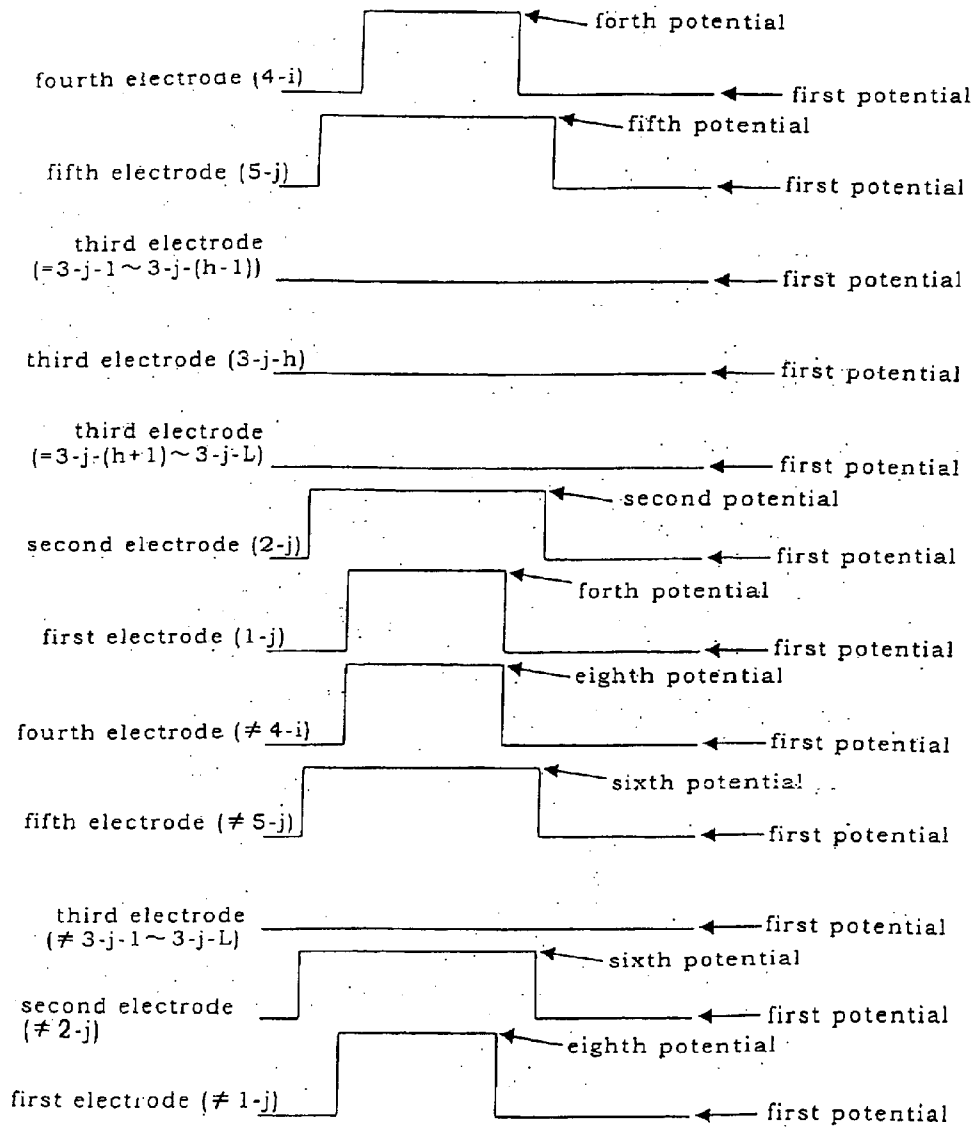 forth potential
fourth electrode (4-i)
first potential
fifth potential
fifth electrode (5-j)
first potential
third electrode
(=3-j-1～3-j-(h-1))
first potential
third electrode (3-j-h)
first potential
third electrode
(=3-j-(h+1)～3-j-L)
first potential
second potential
second electrode (2-j)
first potential
forth potential
first electrode (1-j)
first potential
eighth potential
fourth electrode (≠4-i)
first potential
sixth potential
fifth electrode (≠5-j)
first potential
third electrode
(≠3-j-1～3-j-L)
first potential
sixth potential
second electrode
(≠2-j)
first potential
eighth potential
first electrode (≠1-j)
first potential